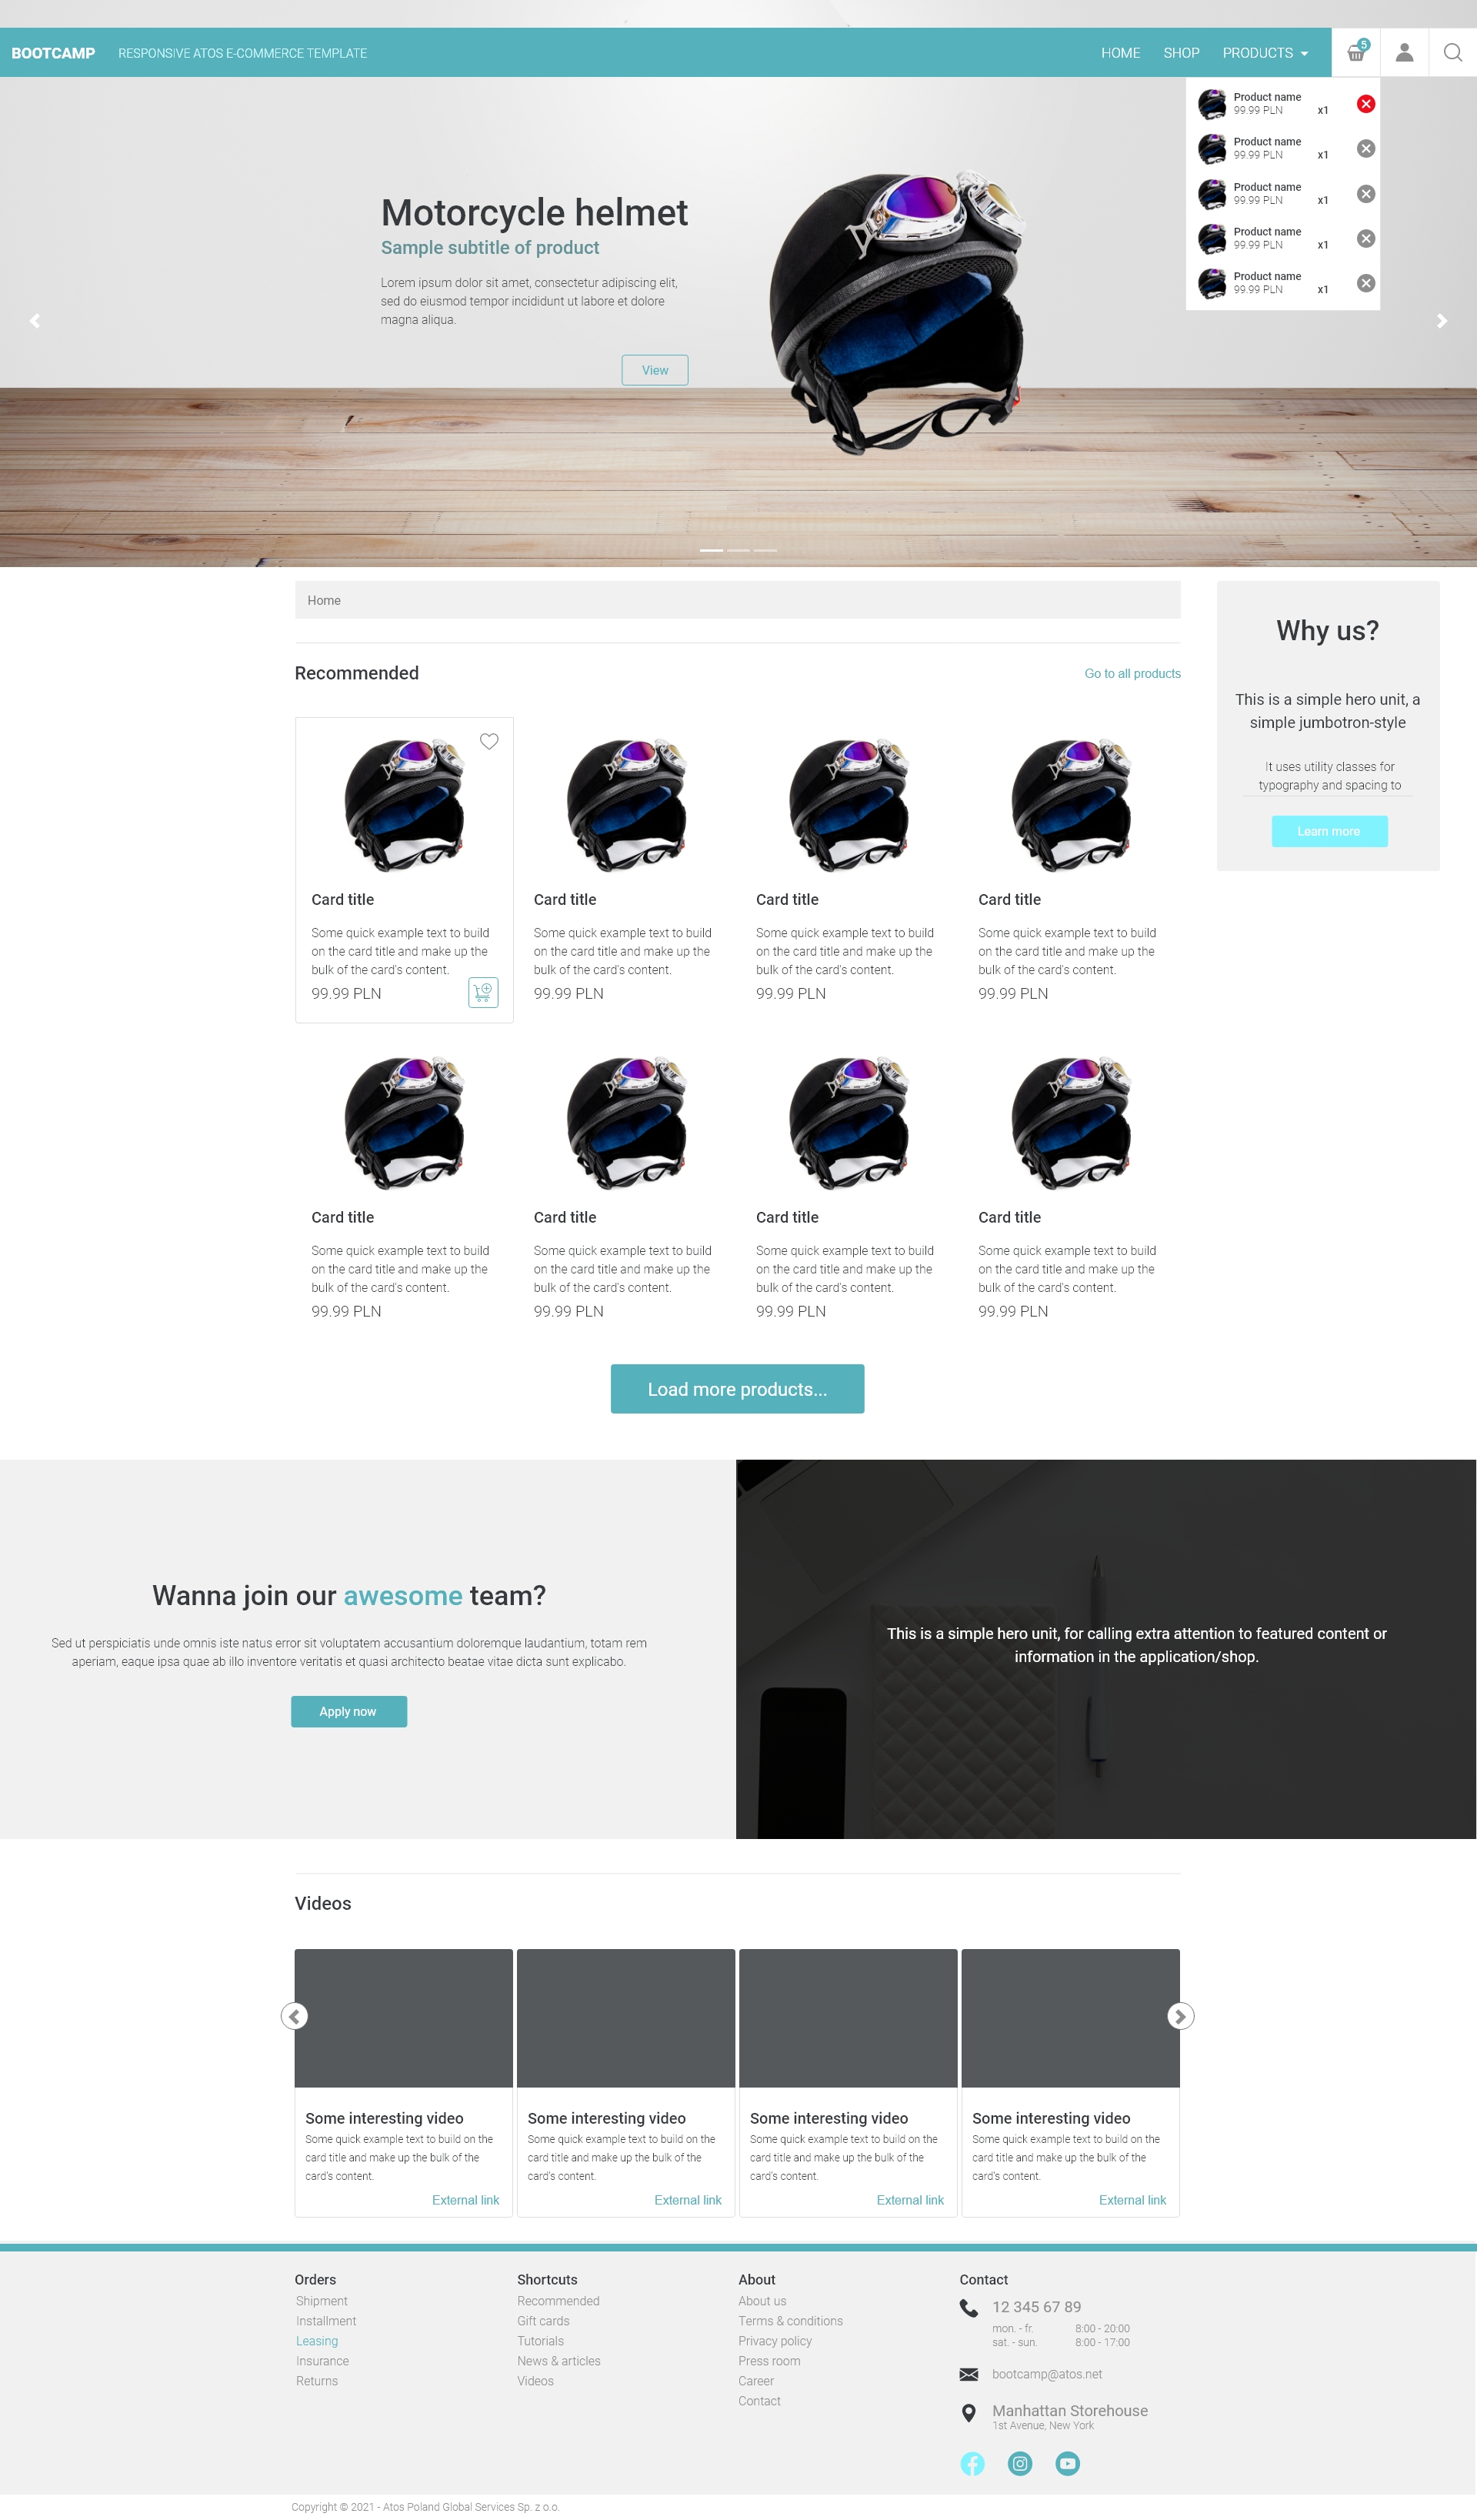 BOOTCAMP RESPONSIVE ATOS E-COMMERCE TEMPLATE HOME SHOP PRODUCTS 5
Product name
99.99 PLN x1
Product name
99.99 PLN x1
Product name
99.99 PLN x1
Product name
99.99 PLN x1
Product name
99.99 PLN x1
Motorcycle helmet
Sample subtitle of product
Lorem ipsum dolor sit amet, consectetur adipiscing elit,
sed do eiusmod tempor incididunt ut labore et dolore
magna aliqua.
View
Home
Recommended Go to all products
Why us?
This is a simple hero unit, a
simple jumbotron-style
It uses utility classes for
typography and spacing to
Learn more
Card title
Some quick example text to build
on the card title and make up the
bulk of the card's content.
99.99 PLN
Card title
Some quick example text to build
on the card title and make up the
bulk of the card's content.
99.99 PLN
Card title
Some quick example text to build
on the card title and make up the
bulk of the card's content.
99.99 PLN
Card title
Some quick example text to build
on the card title and make up the
bulk of the card's content.
99.99 PLN
Card title
Some quick example text to build
on the card title and make up the
bulk of the card's content.
99.99 PLN
Card title
Some quick example text to build
on the card title and make up the
bulk of the card's content.
99.99 PLN
Card title
Some quick example text to build
on the card title and make up the
bulk of the card's content.
99.99 PLN
Card title
Some quick example text to build
on the card title and make up the
bulk of the card's content.
99.99 PLN
Load more products...
Wanna join our awesome team?
Sed ut perspiciatis unde omnis iste natus error sit voluptatem accusantium doloremque laudantium, totam rem
aperiam, eaque ipsa quae ab illo inventore veritatis et quasi architecto beatae vitae dicta sunt explicabo.
Apply now
This is a simple hero unit, for calling extra attention to featured content or
information in the application/shop.
Videos
Some interesting video
Some quick example text to build on the
card title and make up the bulk of the
card's content.
External link
Some interesting video
Some quick example text to build on the
card title and make up the bulk of the
card's content.
External link
Some interesting video
Some quick example text to build on the
card title and make up the bulk of the
card's content.
External link
Some interesting video
Some quick example text to build on the
card title and make up the bulk of the
card's content.
External link
Orders
Shipment
Installment
Leasing
Insurance
Returns
Shortcuts
Recommended
Gift cards
Tutorials
News & articles
Videos
About
About us
Terms & conditions
Privacy policy
Press room
Career
Contact
Contact
12 345 67 89
mon. - fr. 8:00 - 20:00
sat. - sun. 8:00 - 17:00
bootcamp@atos.net
Manhattan Storehouse
1st Avenue, New York
Copyright © 2021 - Atos Poland Global Services Sp. z o.o.